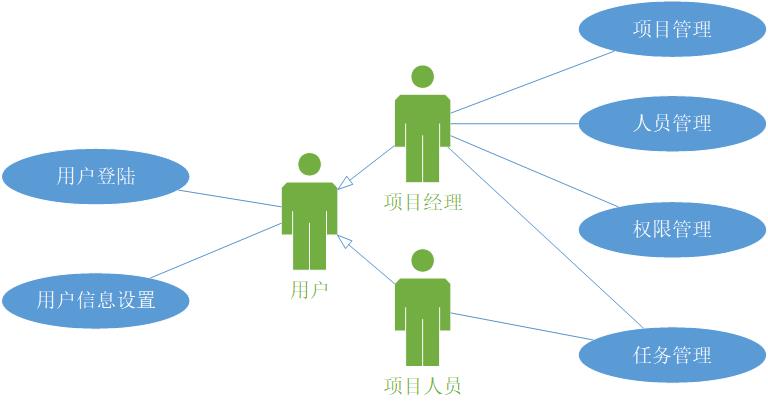 项目管理
人员管理
项目经理
用户登陆
权限管理
用户
用户信息设置
任务管理
项目人员